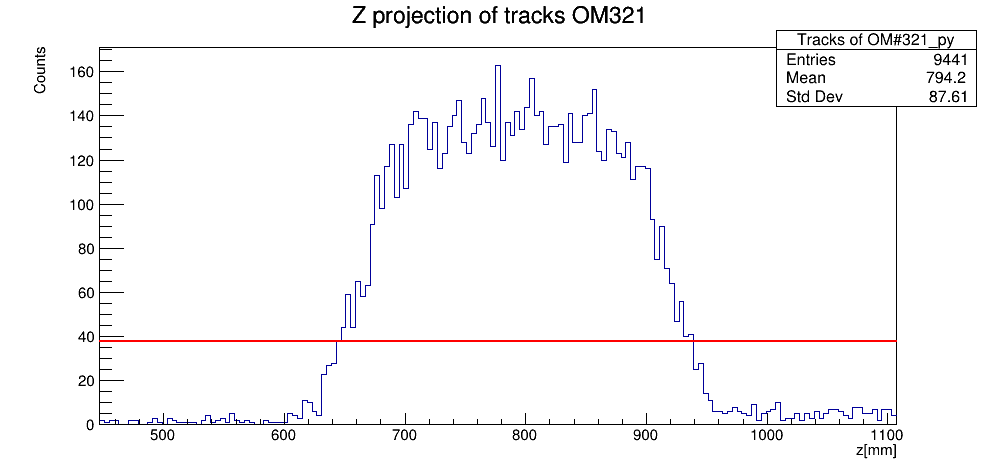 Z projection of tracks OM321
Tracks of OM#321_py
Entries 9441
Mean 794.2
Std Dev 87.61
Counts
160
140
120
100
80
60
40
20
0
500 600 700 800 900 1000 1100
z[mm]